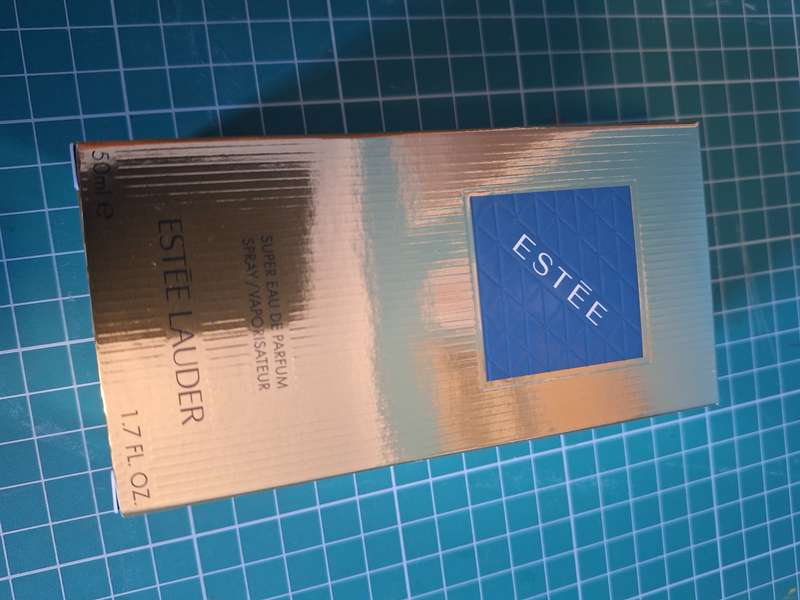 ESTĒE
SUPER EAU DE PARFUM
SPRAY/VAPORISATEUR
ESTĒE LAUDER
50ml e 1.7 FL. OZ.